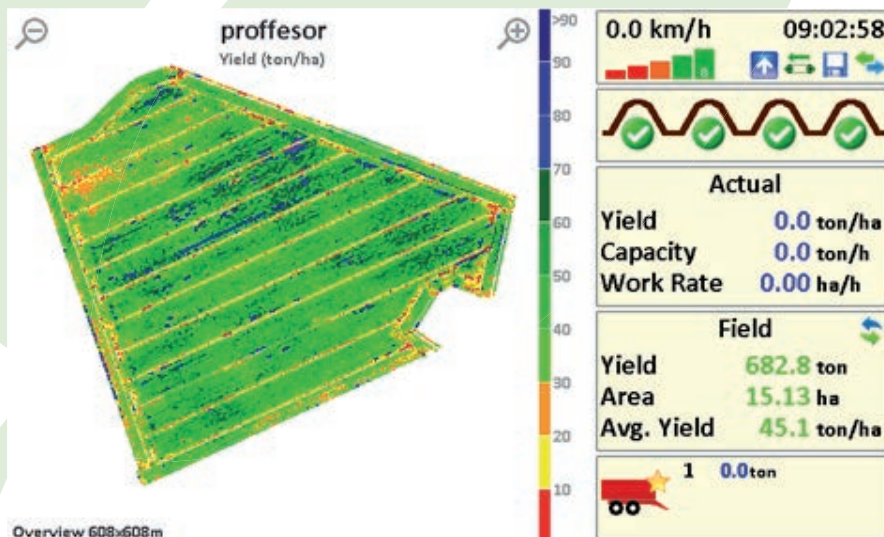 proffesor
Yield (ton/ha)
>90
90
80
70
60
50
40
30
20
10
Overview 608x608m
0.0 km/h 09:02:58
Actual
Yield 0.0 ton/ha
Capacity 0.0 ton/h
Work Rate 0.00 ha/h
Field
Yield 682.8 ton
Area 15.13 ha
Avg. Yield 45.1 ton/ha
1 0.0ton